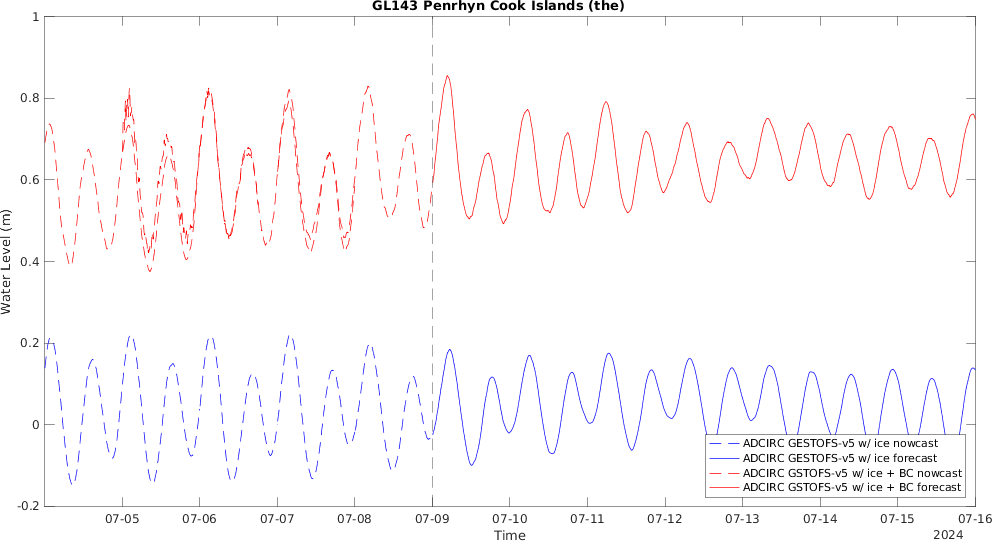 GL143 Penrhyn Cook Islands (the)
1
0.8
0.6
0.4
0.2
0
-0.2
Water Level (m)
ADCIRC GESTOFS-v5 w/ ice nowcast
ADCIRC GESTOFS-v5 w/ ice forecast
ADCIRC GSTOFS-v5 w/ ice + BC nowcast
ADCIRC GSTOFS-v5 w/ ice + BC forecast
07-05 07-06 07-07 07-08 07-09 07-10 07-11 07-12 07-13 07-14 07-15 07-16
Time
2024